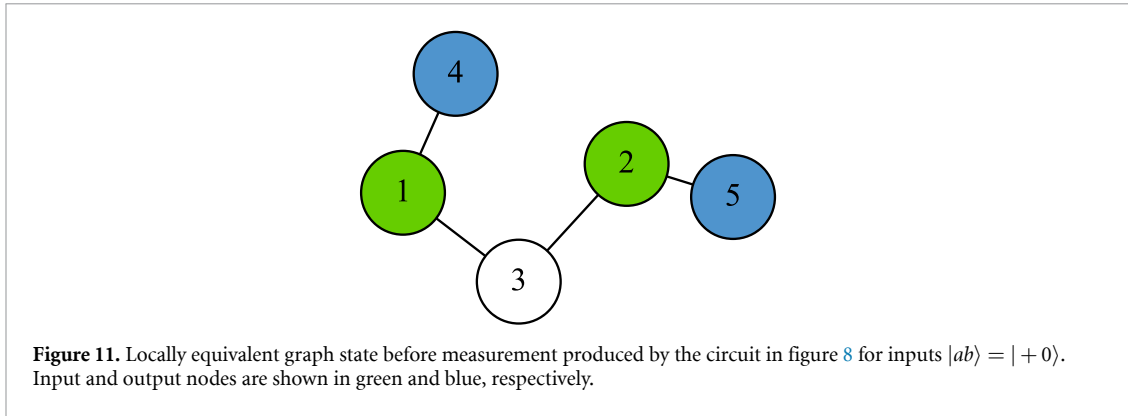 4
2
1
5
3
Figure 11. Locally equivalent graph state before measurement produced by the circuit in figure 8 for inputs |ab⟩ = | + 0⟩.
Input and output nodes are shown in green and blue, respectively.